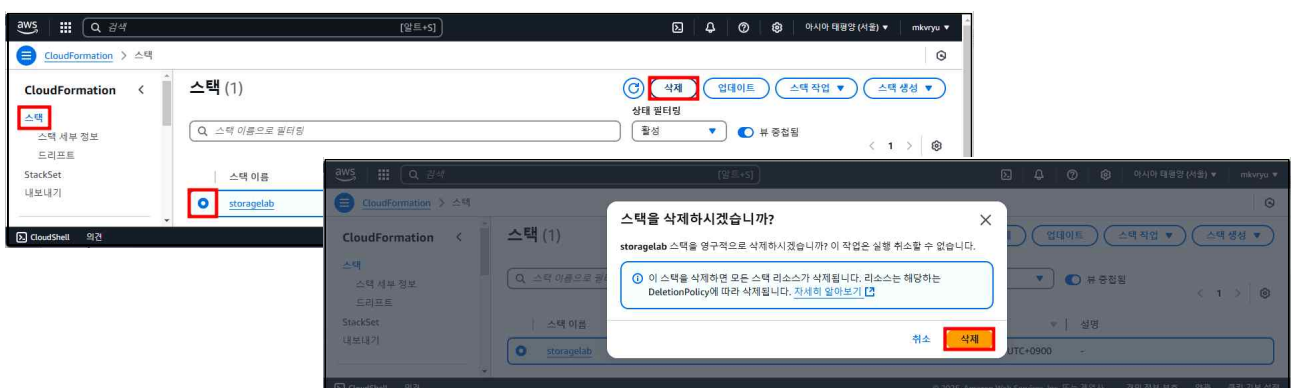 aws
검색
[알트+S]
아시아 태평양 (서울) ▼
mkvryu ▼
CloudFormation > 스택
CloudFormation
스택
스택 세부 정보
드리프트
StackSet
내보내기
스택 (1)
삭제
업데이트
스택 작업 ▼
스택 생성 ▼
상태 필터링
스택 이름으로 필터링
활성
뷰 중첩됨
< 1 >
스택 이름
storagelab
CloudShell 의견
aws
검색
[알트+S]
아시아 태평양 (서울) ▼
mkvryu ▼
CloudFormation > 스택
CloudFormation
스택
스택 세부 정보
드리프트
StackSet
내보내기
스택 (1)
업데이트
스택 작업 ▼
스택 생성 ▼
뷰 중첩됨
< 1 >
스택 이름
설명
storagelab
UTC+0900 -
스택을 삭제하시겠습니까?
storagelab 스택을 영구적으로 삭제하시겠습니까? 이 작업은 실행 취소할 수 없습니다.
이 스택을 삭제하면 모든 스택 리소스가 삭제됩니다. 리소스는 해당하는
DeletionPolicy에 따라 삭제됩니다. 자세히 알아보기
취소
삭제